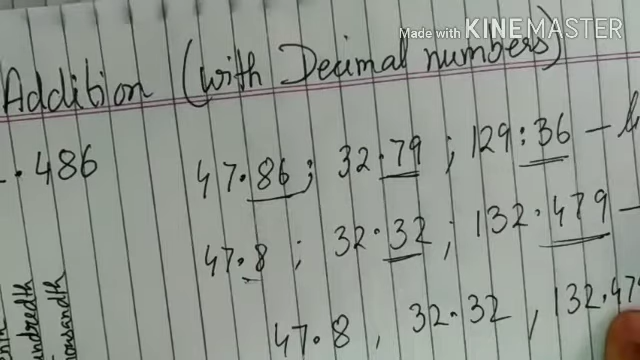 Made with KINEMASTER
Addition (with Decimal numbers)
.486
47.86 ; 32.79 ; 129.36 –
47.8 ; 32.32 ; 132.479 –
47.8 , 32.32 , 132.479